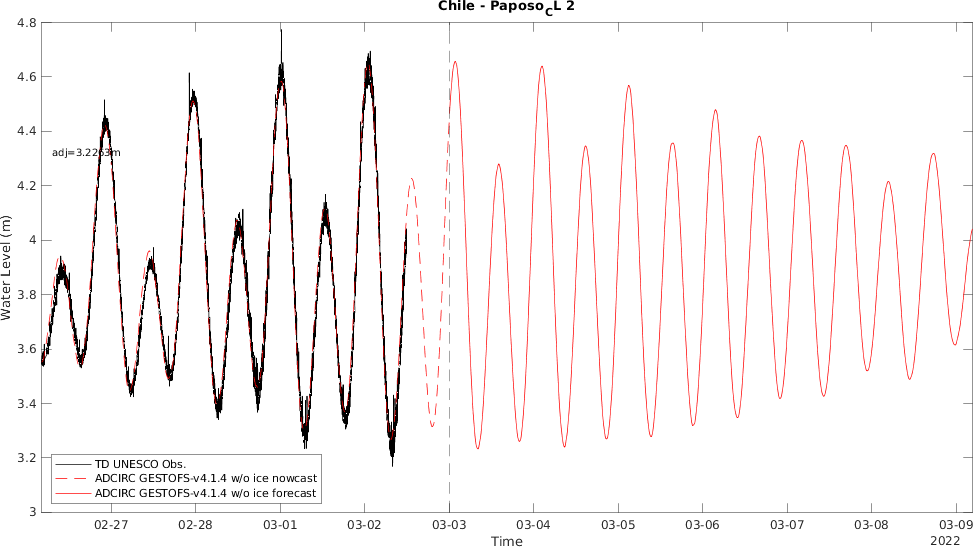 Chile - PaposoCL 2
4.8
4.6
4.4
4.2
4
3.8
3.6
3.4
3.2
3
Water Level (m)
adj=3.2263m
TD UNESCO Obs.
ADCIRC GESTOFS-v4.1.4 w/o ice nowcast
ADCIRC GESTOFS-v4.1.4 w/o ice forecast
02-27 02-28 03-01 03-02 03-03 03-04 03-05 03-06 03-07 03-08 03-09
Time 2022